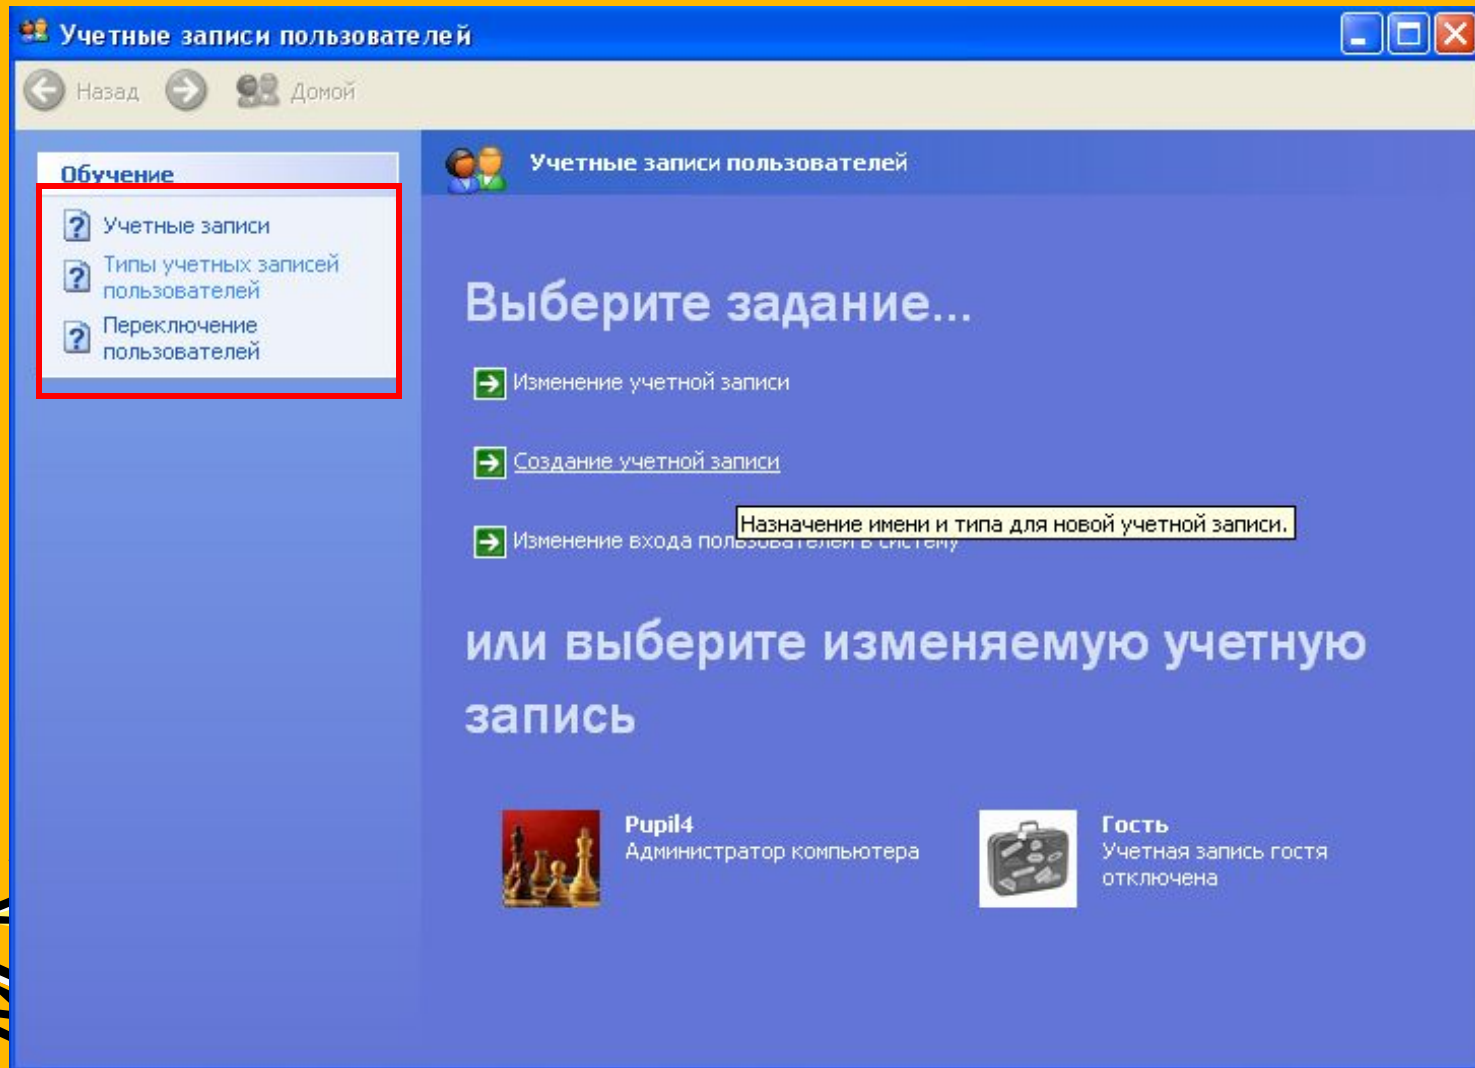 Учетные записи пользователей
Назад
Домой
Обучение
Учетные записи
Типы учетных записей
пользователей
Переключение
пользователей
Учетные записи пользователей
Выберите задание...
Изменение учетной записи
Создание учетной записи
Назначение имени и типа для новой учетной записи.
Изменение входа пользователей в систему
или выберите изменяемую учетную
запись
Pupil4
Администратор компьютера
Гость
Учетная запись гостя
отключена